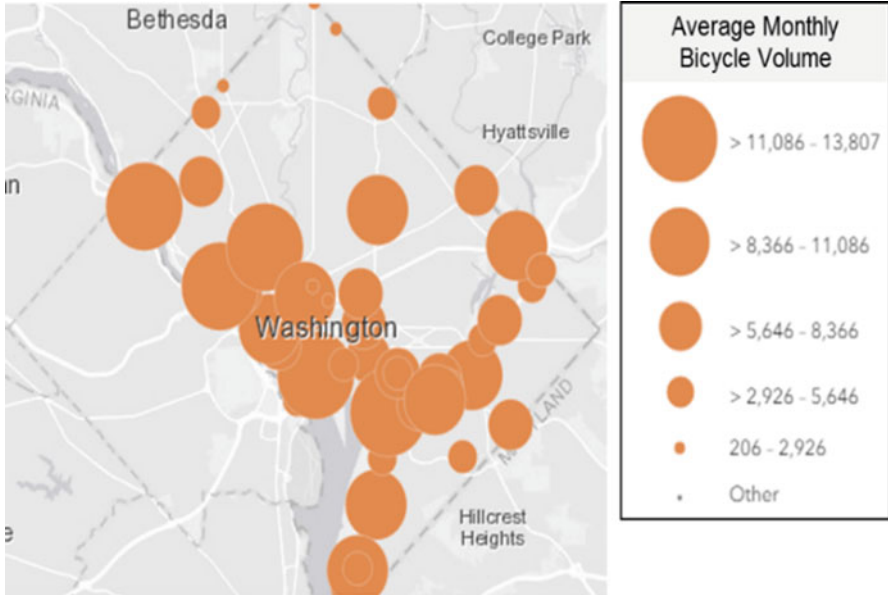 Bethesda
College Park
RGINIA
Hyattsville
n
Washington
MARYLAND
Hillcrest
Heights
e
Average Monthly
Bicycle Volume
> 11,086 - 13,807
> 8,366 - 11,086
> 5,646 - 8,366
> 2,926 - 5,646
206 - 2,926
Other